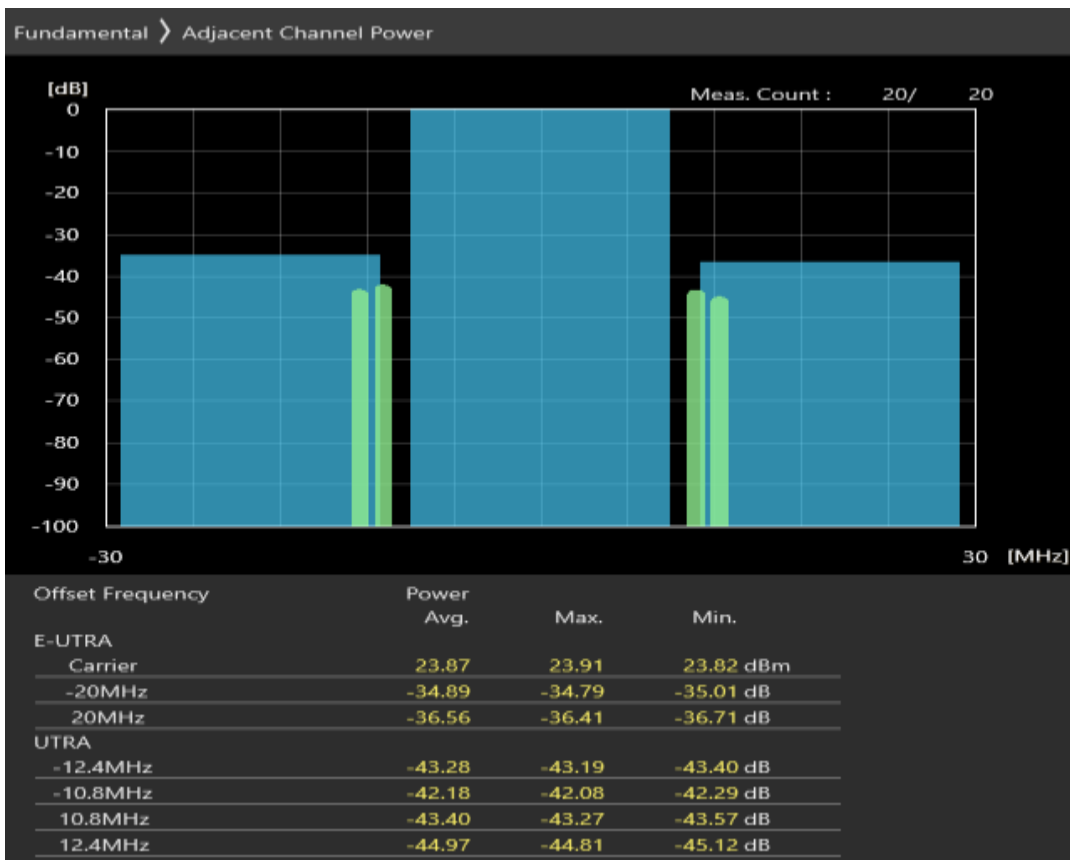 Fundamental 〉 Adjacent Channel Power
[dB]
Meas. Count : 20/ 20
0
-10
-20
-30
-40
-50
-60
-70
-80
-90
-100
-30 30 [MHz]
Offset Frequency Power
Avg. Max. Min.
E-UTRA
Carrier 23.87 23.91 23.82 dBm
-20MHz -34.89 -34.79 -35.01 dB
20MHz -36.56 -36.41 -36.71 dB
UTRA
-12.4MHz -43.28 -43.19 -43.40 dB
-10.8MHz -42.18 -42.08 -42.29 dB
10.8MHz -43.40 -43.27 -43.57 dB
12.4MHz -44.97 -44.81 -45.12 dB